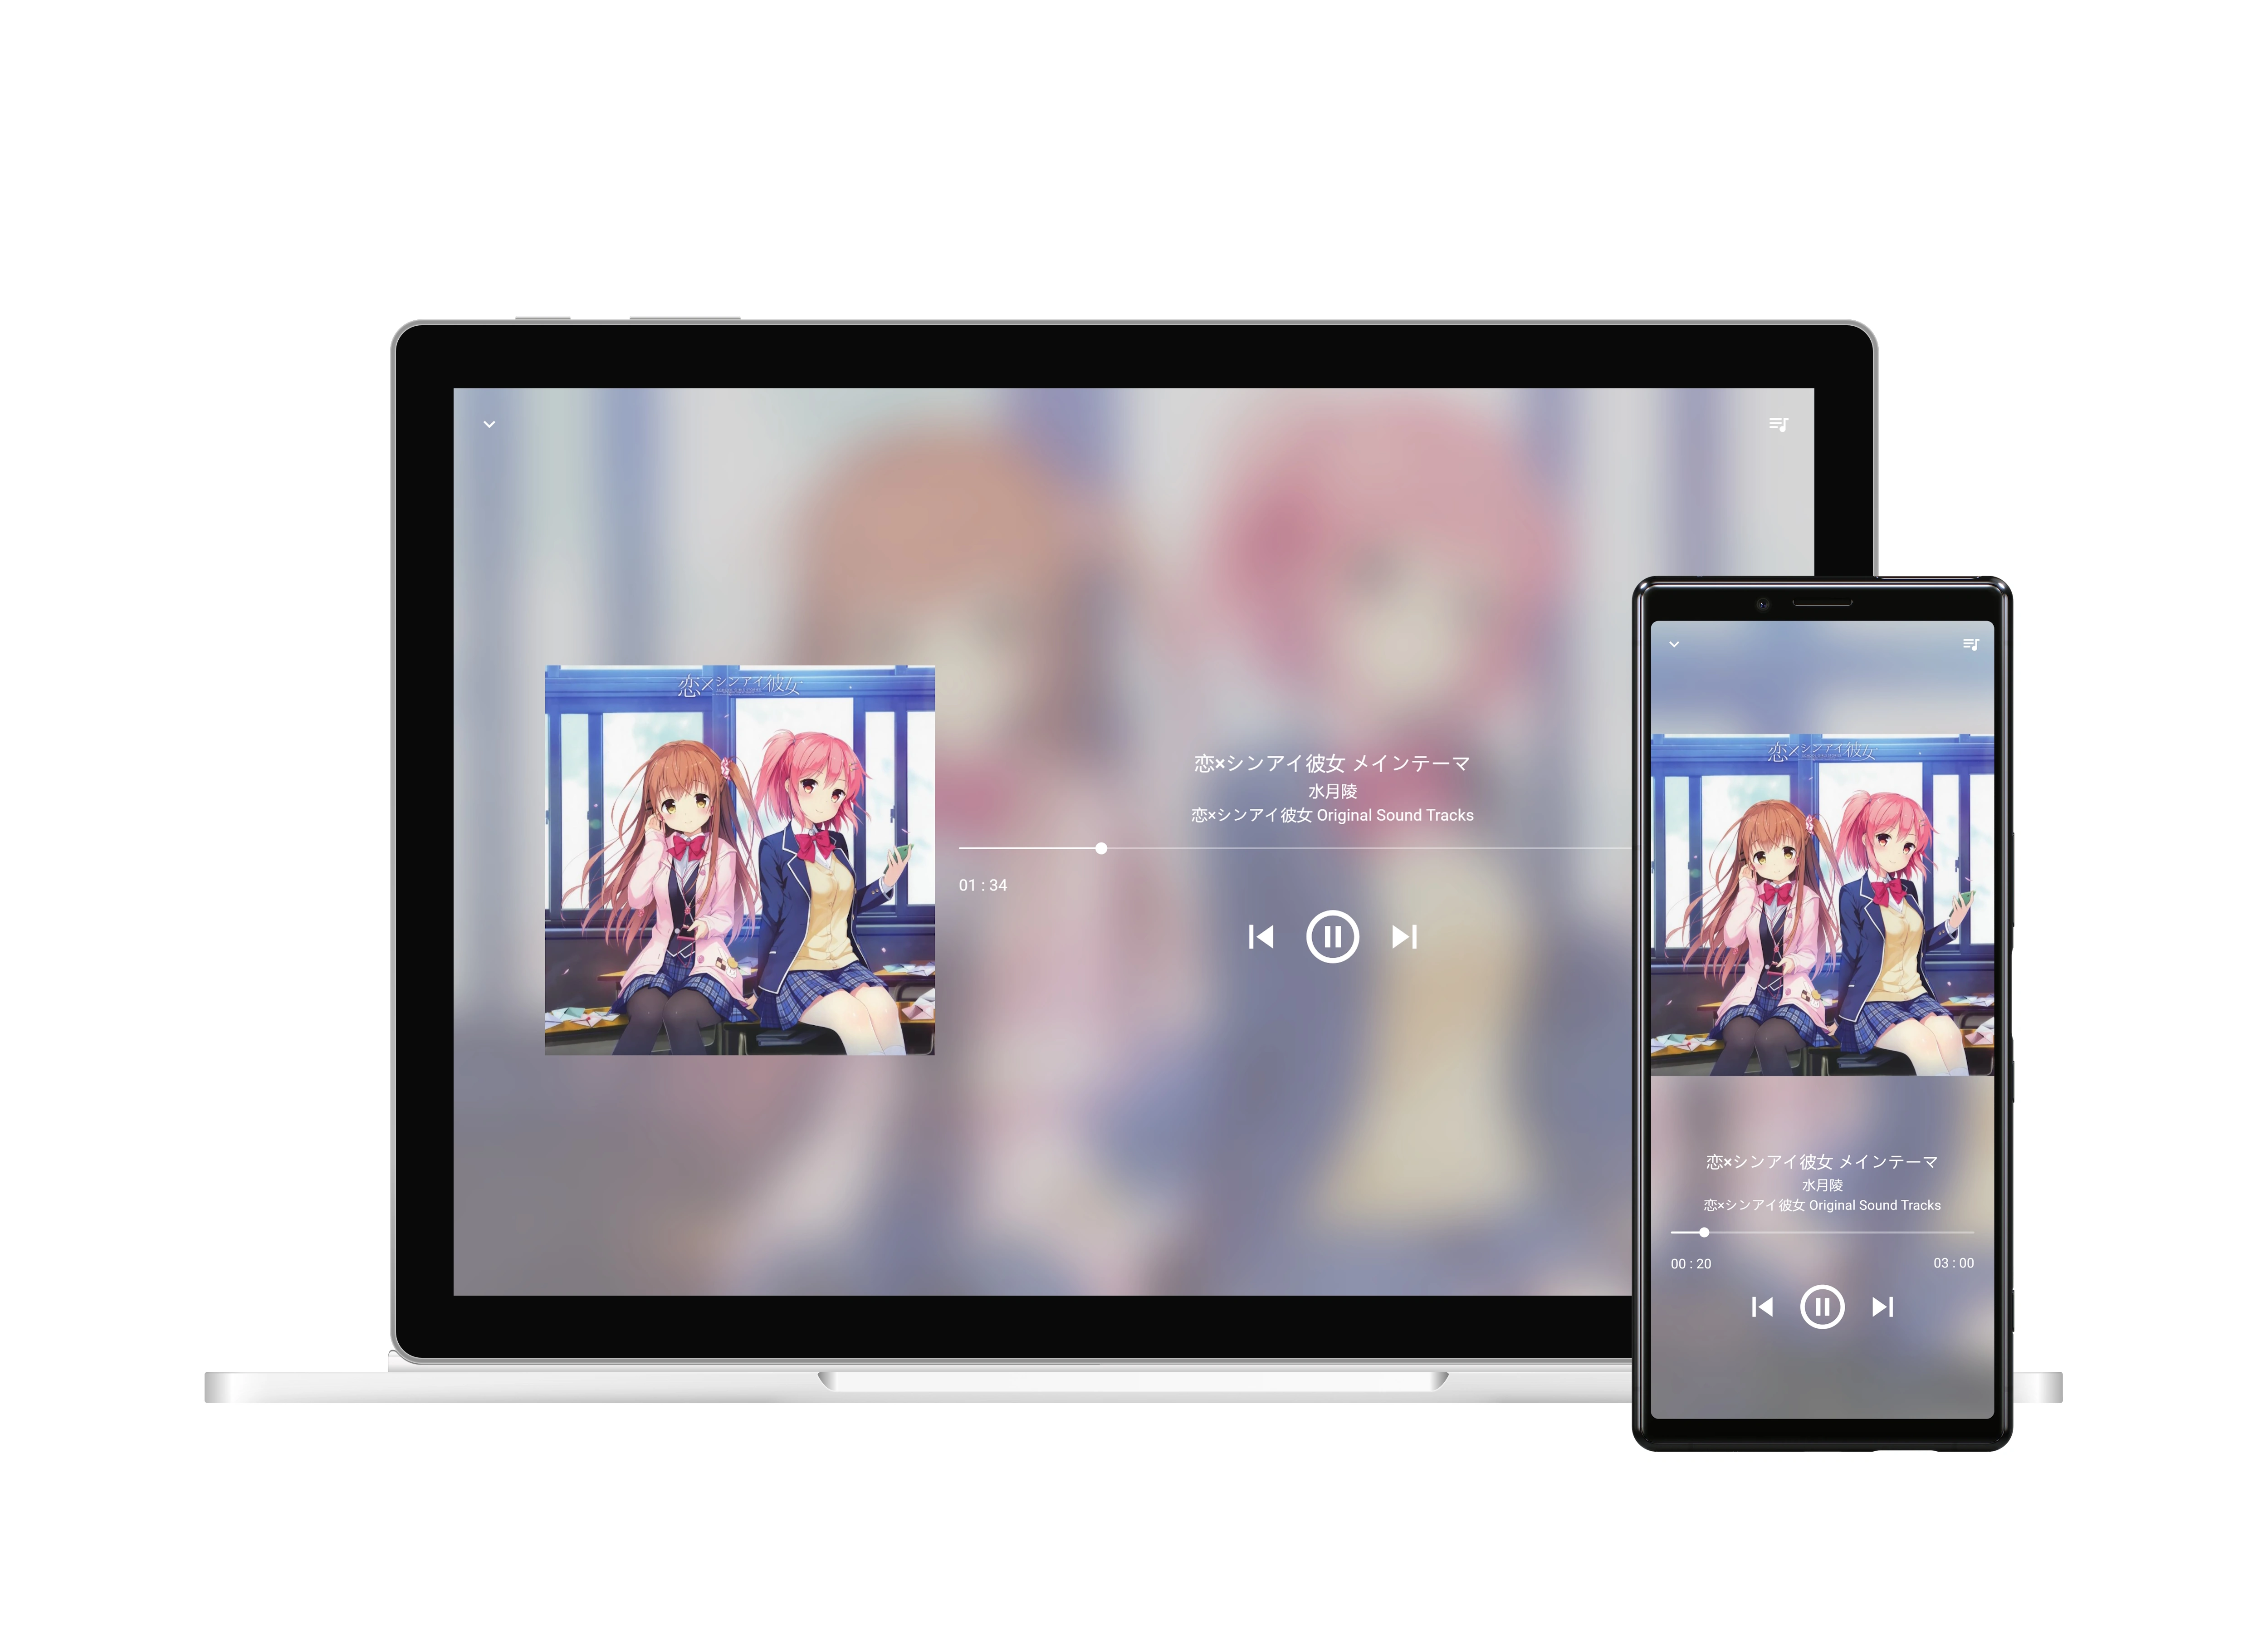 恋×シンアイ彼女
恋×シンアイ彼女 メインテーマ
水月陵
恋×シンアイ彼女 Original Sound Tracks
01 : 34
恋×シンアイ彼女
恋×シンアイ彼女 メインテーマ
水月陵
恋×シンアイ彼女 Original Sound Tracks
00 : 20
03 : 00